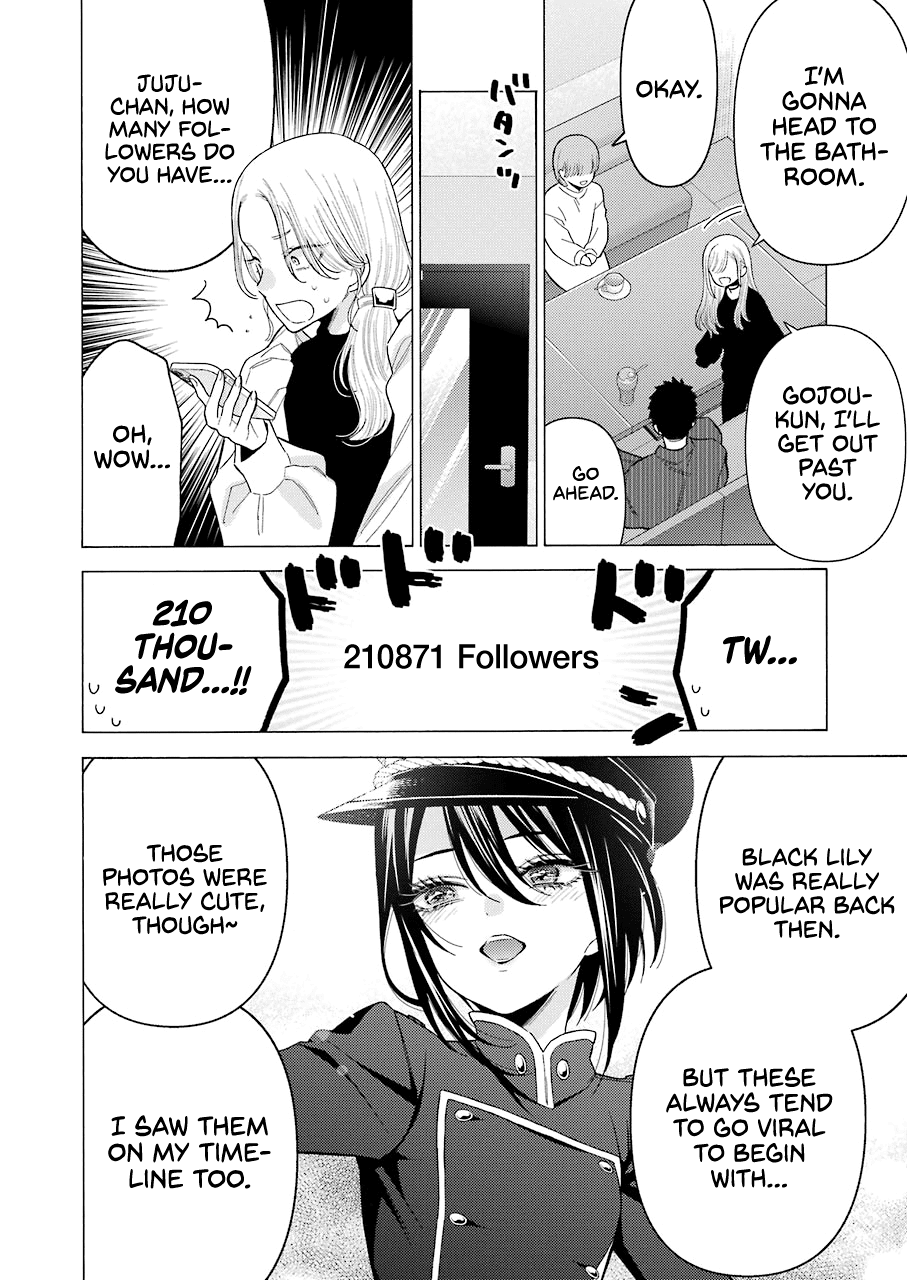 I'M
GONNA
HEAD TO
THE BATH-
ROOM.
OKAY.
GOJOU-
KUN, I'LL
GET OUT
PAST
YOU.
GO
AHEAD.
バタンッ
JUJU-
CHAN, HOW
MANY FOL-
LOWERS DO
YOU HAVE...
OH,
WOW...
TW...
ドドド
210871 Followers
210
THOU-
SAND...!!
BLACK LILY
WAS REALLY
POPULAR BACK
THEN.
BUT THESE
ALWAYS TEND
TO GO VIRAL
TO BEGIN
WITH...
THOSE
PHOTOS WERE
REALLY CUTE,
THOUGH~
I SAW THEM
ON MY TIME-
LINE TOO.